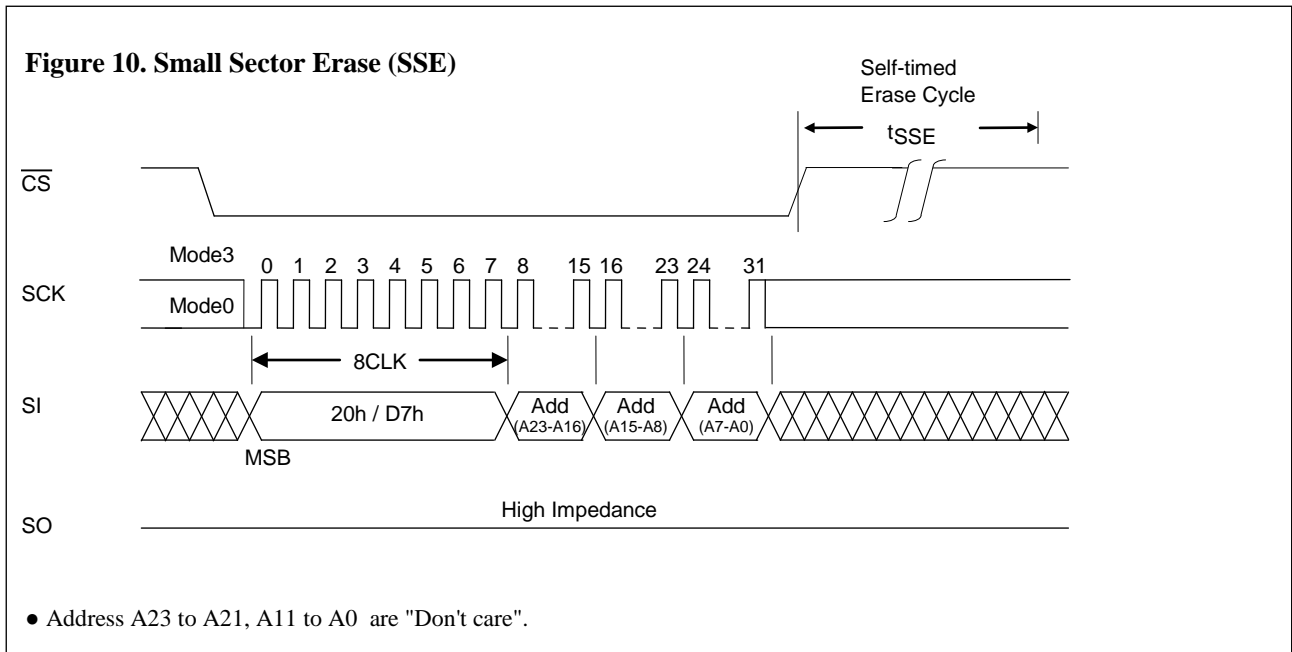 Figure 10. Small Sector Erase (SSE)
Self-timed
Erase Cycle
tSSE
CS
Mode3
0 1 2 3 4 5 6 7 8 15 16 23 24 31
SCK
Mode0
8CLK
SI
20h / D7h
Add
(A23-A16)
Add
(A15-A8)
Add
(A7-A0)
MSB
High Impedance
SO
● Address A23 to A21, A11 to A0 are "Don't care".